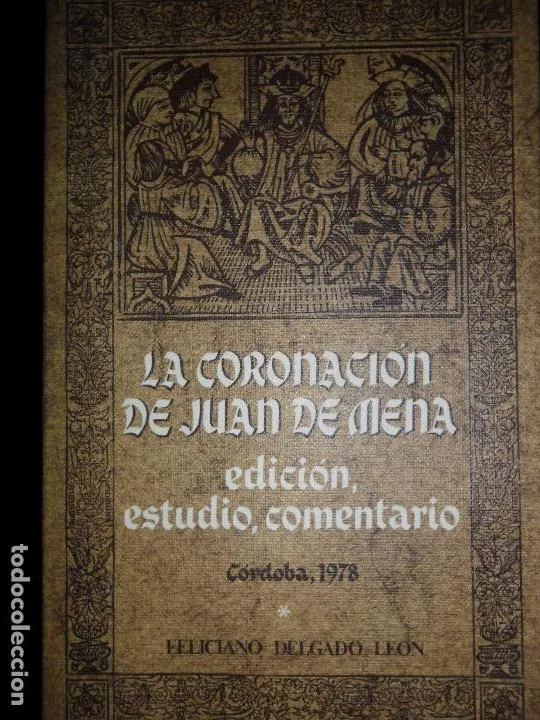 LA CORONACIÓN
DE JUAN DE MENA
edición,
estudio, comentario
Córdoba, 1978
*
FELICIANO DELGADO LEON
todocoleccion